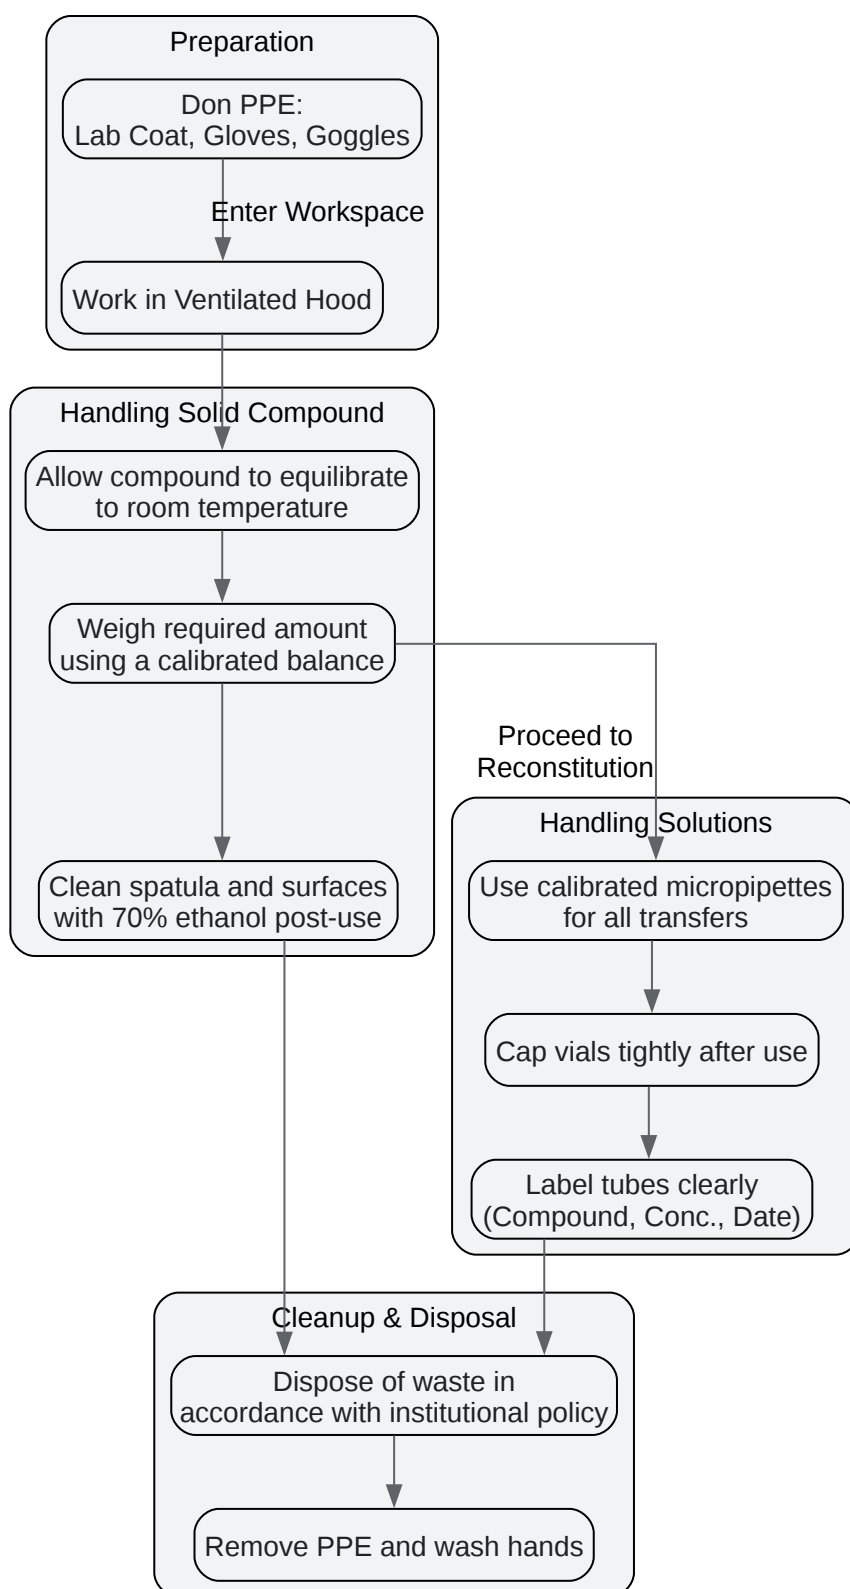 Preparation
Don PPE:
Lab Coat, Gloves, Goggles
Enter Workspace
Work in Ventilated Hood
Handling Solid Compound
Allow compound to equilibrate
to room temperature
Weigh required amount
using a calibrated balance
Clean spatula and surfaces
with 70% ethanol post-use
Proceed to
Reconstitution
Handling Solutions
Use calibrated micropipettes
for all transfers
Cap vials tightly after use
Label tubes clearly
(Compound, Conc., Date)
Cleanup & Disposal
Dispose of waste in
accordance with institutional policy
Remove PPE and wash hands